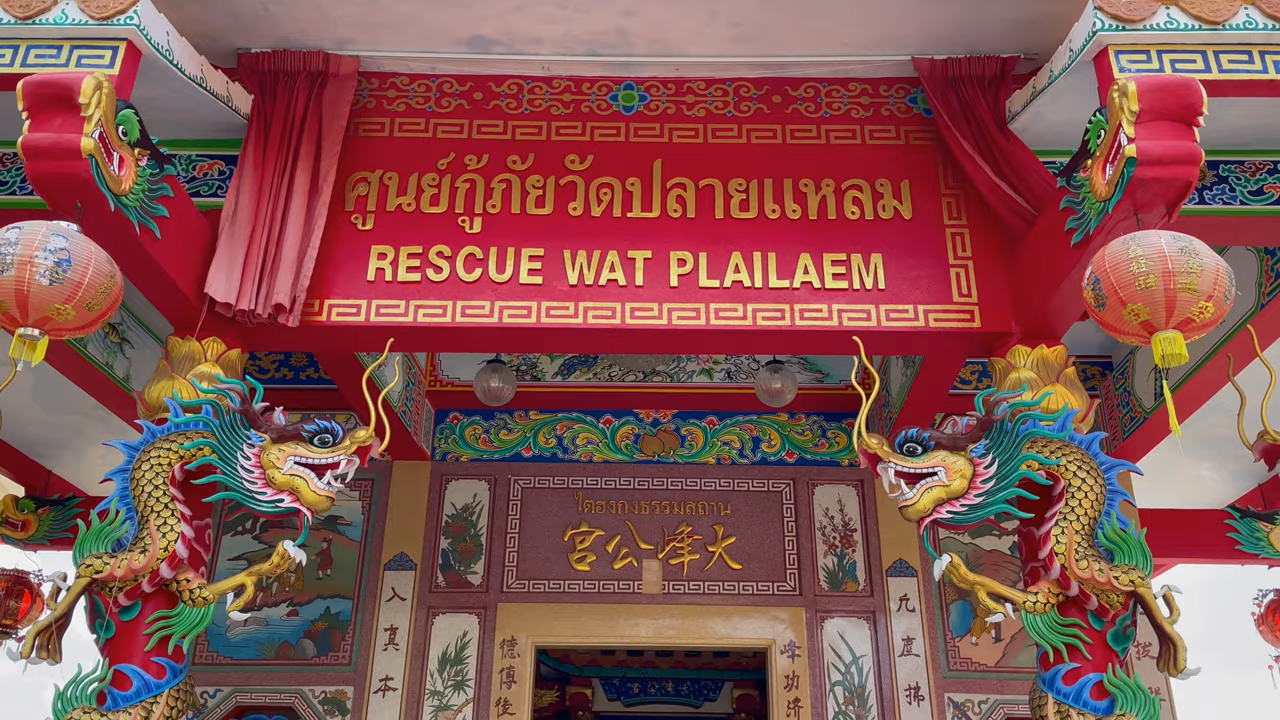 ศูนย์กู้ภัยวัดปลายแหลม
RESCUE WAT PLAILAEM
ไต้ฮงกงธรรมสถาน
宮公峰大
入真本
德傳後
峰功濟
凡塵拂